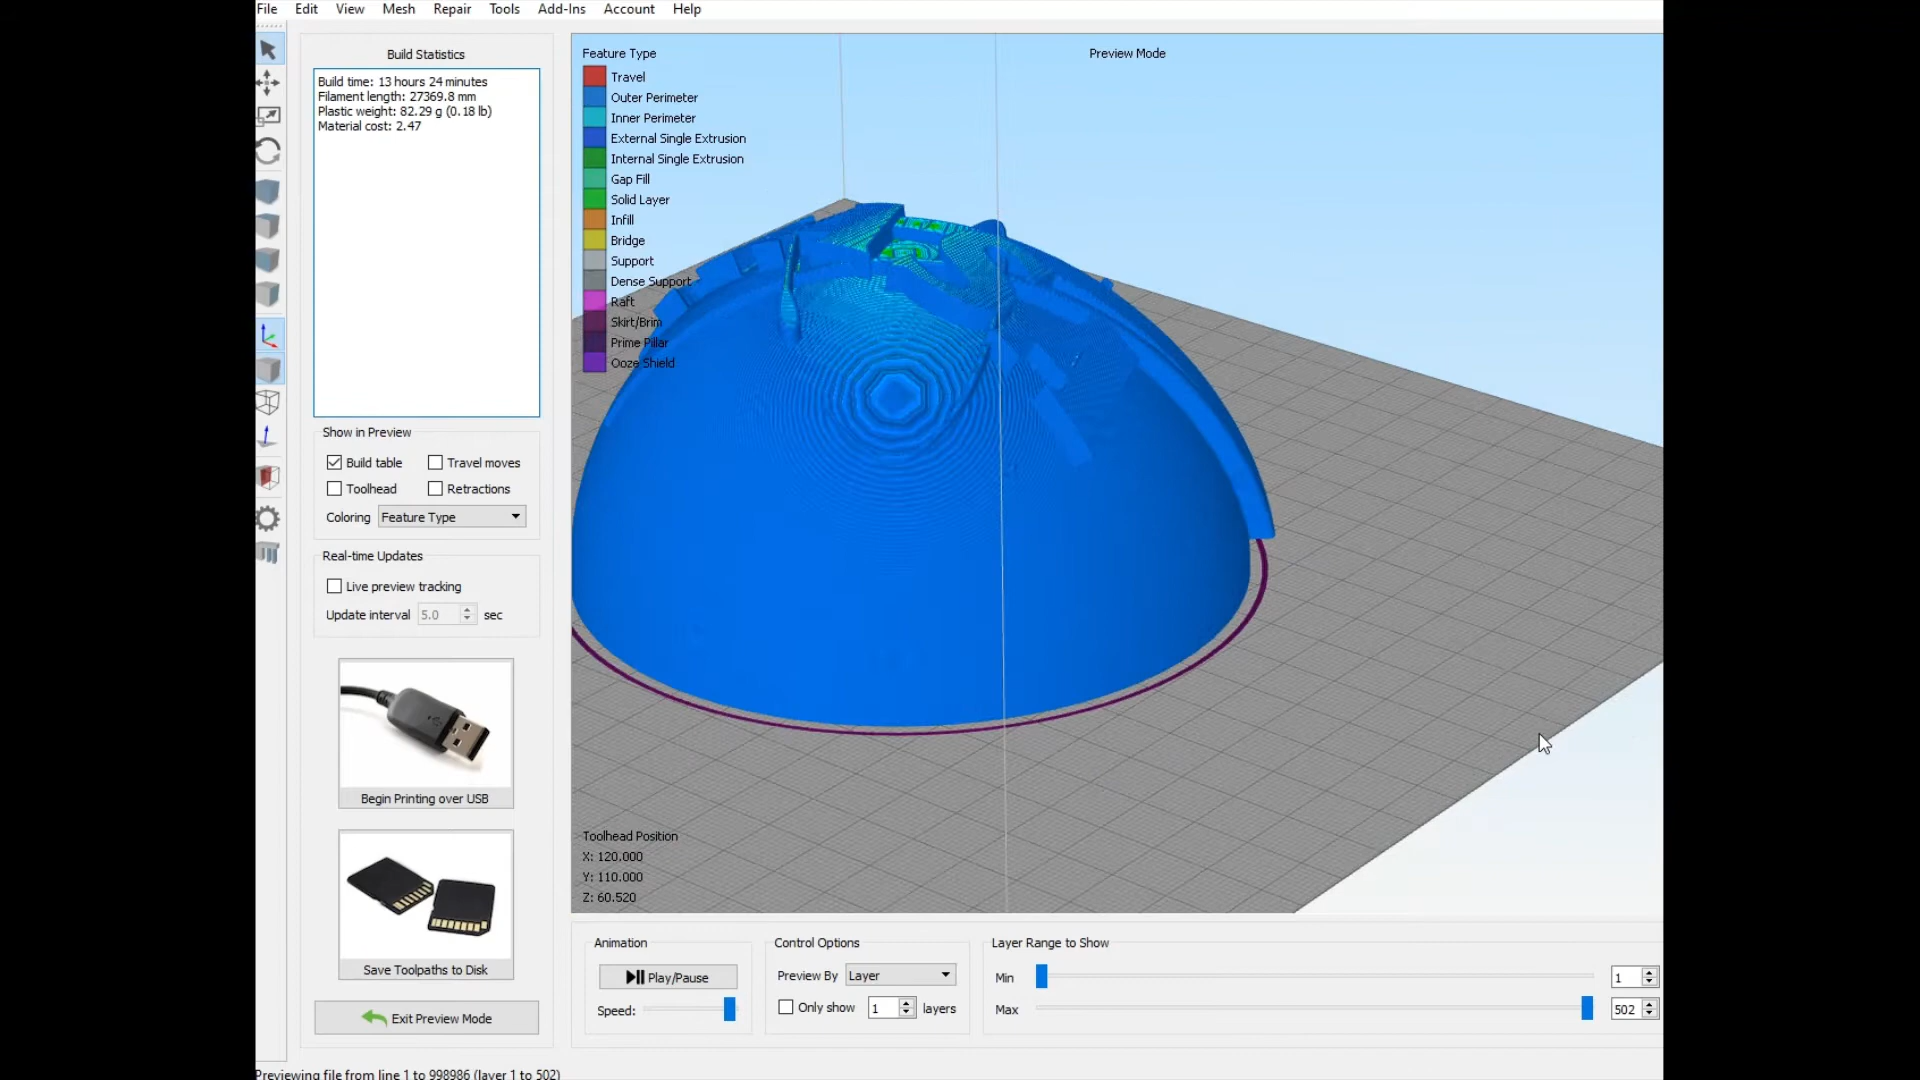 File Edit View Mesh Repair Tools Add-Ins Account Help
Build Statistics
Build time: 13 hours 24 minutes
Filament length: 27369.8 mm
Plastic weight: 82.29 g (0.18 lb)
Material cost: 2.47
Show in Preview
Build table
Travel moves
Toolhead
Retractions
Coloring Feature Type
Real-time Updates
Live preview tracking
Update interval 5.0 sec
Begin Printing over USB
Save Toolpaths to Disk
Exit Preview Mode
Feature Type
Travel
Outer Perimeter
Inner Perimeter
External Single Extrusion
Internal Single Extrusion
Gap Fill
Solid Layer
Infill
Bridge
Support
Dense Support
Raft
Skirt/Brim
Prime Pillar
Ooze Shield
Preview Mode
Toolhead Position
X: 120.000
Y: 110.000
Z: 60.520
Animation
Play/Pause
Speed:
Control Options
Preview By Layer
Only show 1 layers
Layer Range to Show
Min 1
Max 502
Previewing file from line 1 to 998986 (layer 1 to 502)